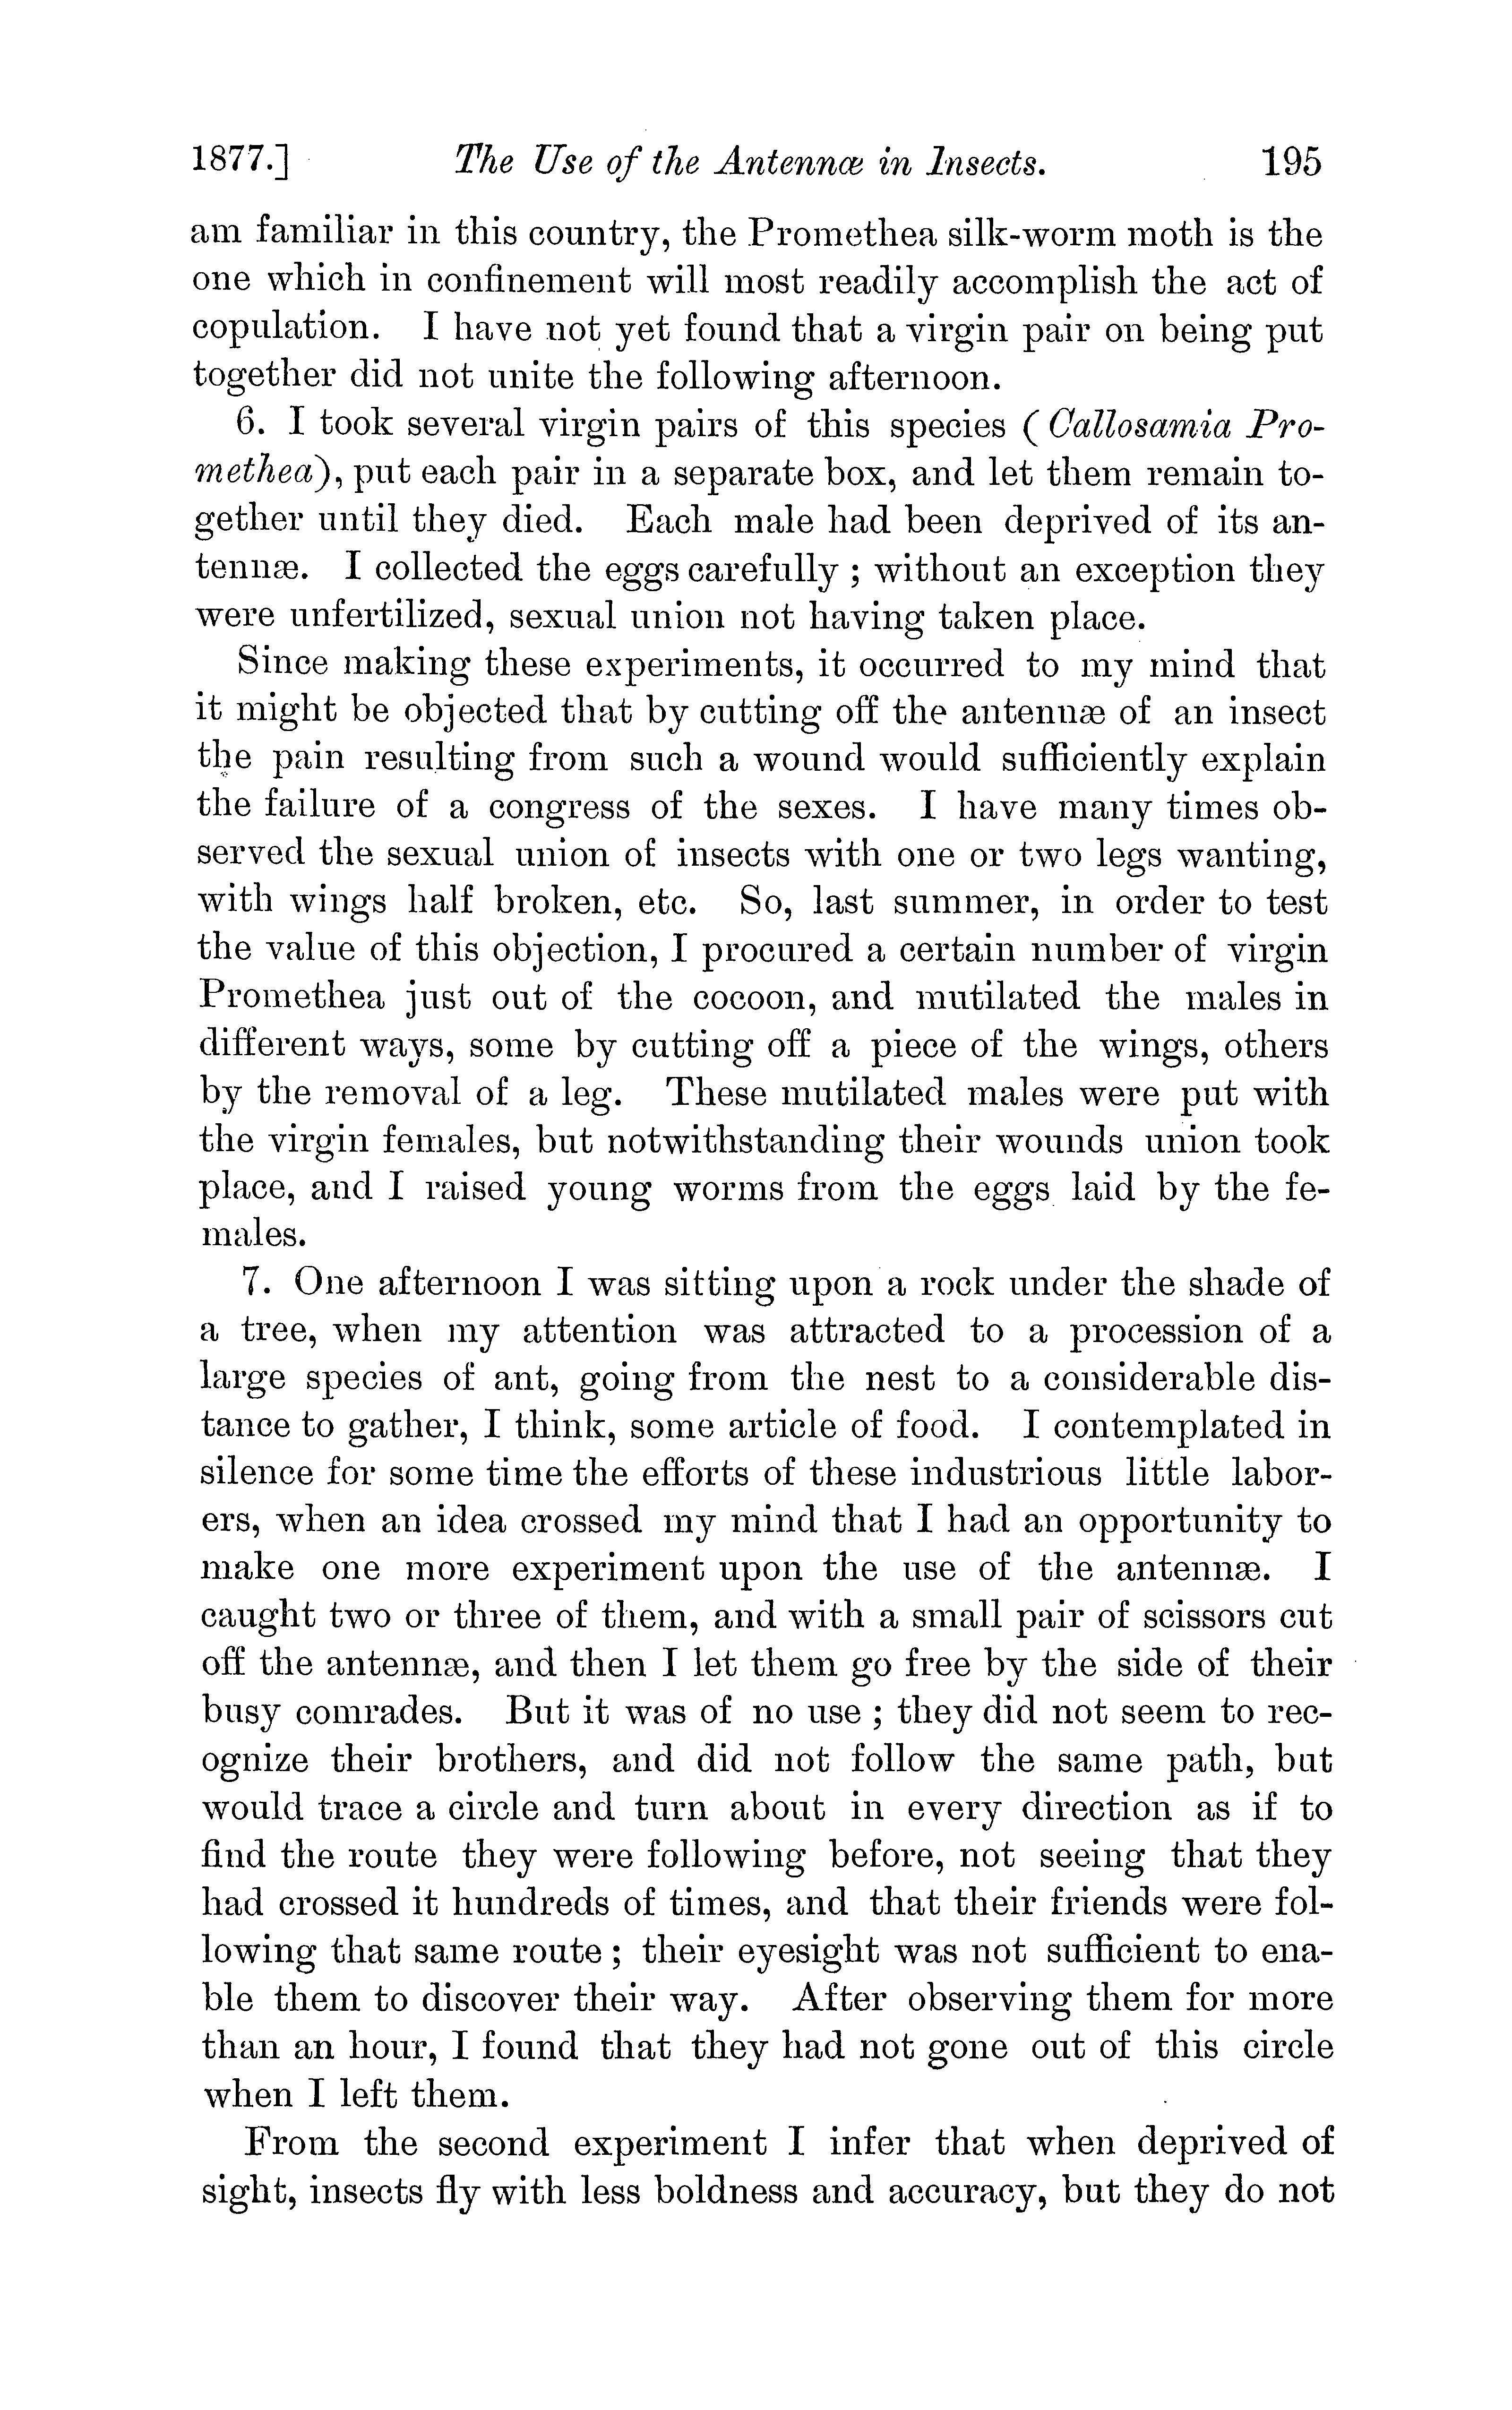 1877.] The Use of the Antennæ in Insects. 195
am familiar in this country, the Promethea silk-worm moth is the
one which in confinement will most readily accomplish the act of
copulation. I have not yet found that a virgin pair on being put
together did not unite the following afternoon.
6. I took several virgin pairs of this species (Callosamia Pro-
methea), put each pair in a separate box, and let them remain to-
gether until they died. Each male had been deprived of its an-
tennæ. I collected the eggs carefully ; without an exception they
were unfertilized, sexual union not having taken place.
Since making these experiments, it occurred to my mind that
it might be objected that by cutting off the antennæ of an insect
the pain resulting from such a wound would sufficiently explain
the failure of a congress of the sexes. I have many times ob-
served the sexual union of insects with one or two legs wanting,
with wings half broken, etc. So, last summer, in order to test
the value of this objection, I procured a certain number of virgin
Promethea just out of the cocoon, and mutilated the males in
different ways, some by cutting off a piece of the wings, others
by the removal of a leg. These mutilated males were put with
the virgin females, but notwithstanding their wounds union took
place, and I raised young worms from the eggs laid by the fe-
males.
7. One afternoon I was sitting upon a rock under the shade of
a tree, when my attention was attracted to a procession of a
large species of ant, going from the nest to a considerable dis-
tance to gather, I think, some article of food. I contemplated in
silence for some time the efforts of these industrious little labor-
ers, when an idea crossed my mind that I had an opportunity to
make one more experiment upon the use of the antennæ. I
caught two or three of them, and with a small pair of scissors cut
off the antennæ, and then I let them go free by the side of their
busy comrades. But it was of no use ; they did not seem to rec-
ognize their brothers, and did not follow the same path, but
would trace a circle and turn about in every direction as if to
find the route they were following before, not seeing that they
had crossed it hundreds of times, and that their friends were fol-
lowing that same route ; their eyesight was not sufficient to ena-
ble them to discover their way. After observing them for more
than an hour, I found that they had not gone out of this circle
when I left them.
From the second experiment I infer that when deprived of
sight, insects fly with less boldness and accuracy, but they do not